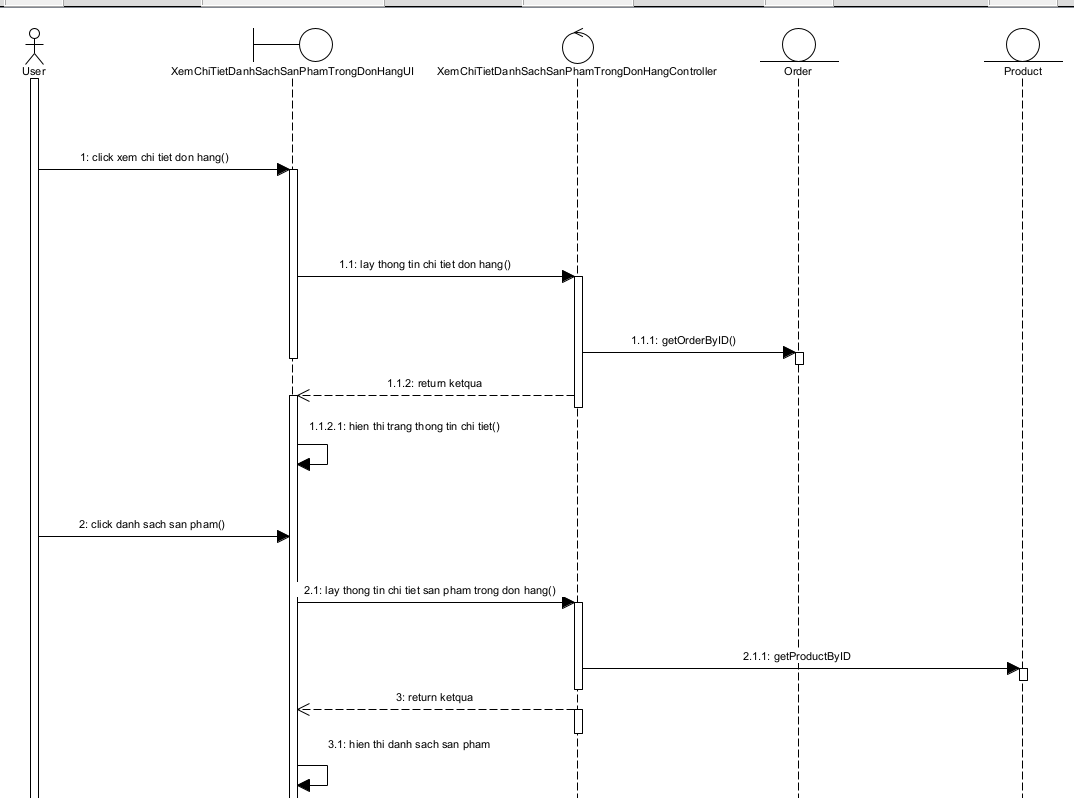 User
XemChiTietDanhSachSanPhamTrongDonHangUI
XemChiTietDanhSachSanPhamTrongDonHangController
Order
Product
1: click xem chi tiet don hang()
1.1: lay thong tin chi tiet don hang()
1.1.1: getOrderByID()
1.1.2: return ketqua
1.1.2.1: hien thi trang thong tin chi tiet()
2: click danh sach san pham()
2.1: lay thong tin chi tiet san pham trong don hang()
2.1.1: getProductByID
3: return ketqua
3.1: hien thi danh sach san pham